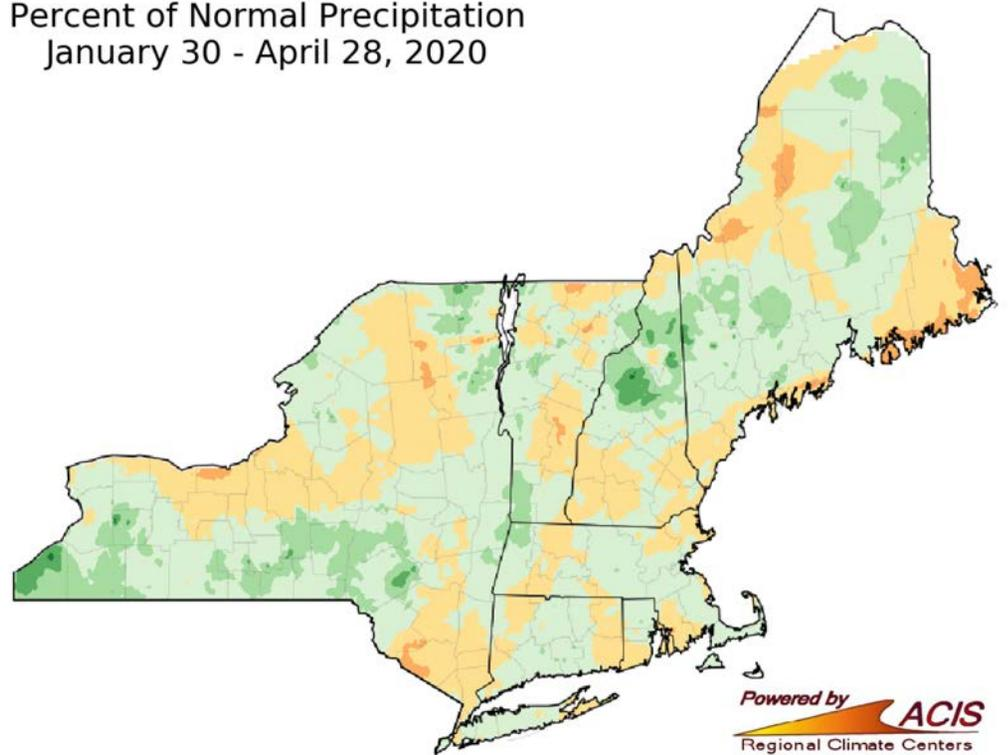 Percent of Normal Precipitation
January 30 - April 28, 2020
Powered by
ACIS
Regional Climate Centers